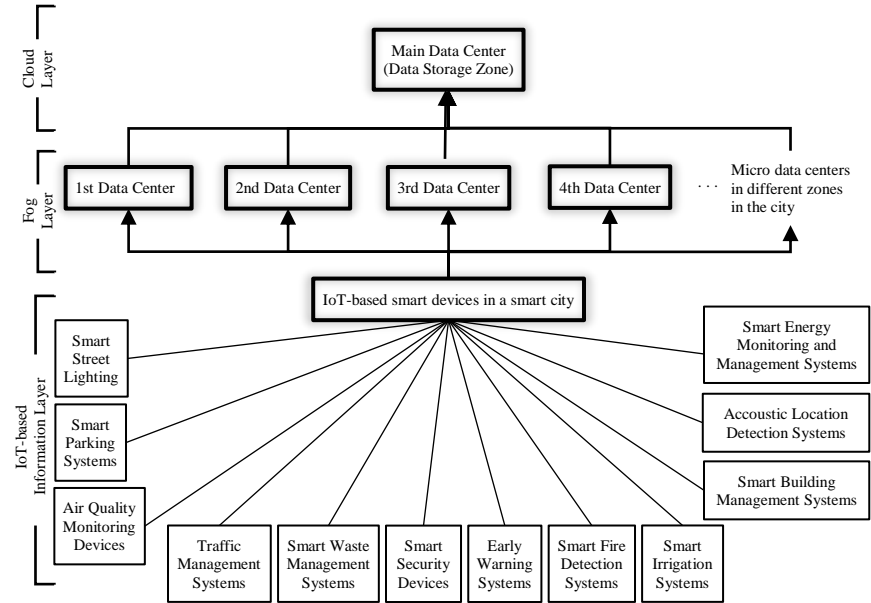 Cloud
Layer
Main Data Center
(Data Storage Zone)
Fog
Layer
1st Data Center
2nd Data Center
3rd Data Center
4th Data Center
... Micro data centers
in different zones
in the city
IoT-based smart devices in a smart city
IoT-based
Information Layer
Smart
Street
Lighting
Smart
Parking
Systems
Air Quality
Monitoring
Devices
Traffic
Management
Systems
Smart Waste
Management
Systems
Smart
Security
Devices
Early
Warning
Systems
Smart Fire
Detection
Systems
Smart
Irrigation
Systems
Smart Energy
Monitoring and
Management Systems
Accoustic Location
Detection Systems
Smart Building
Management Systems